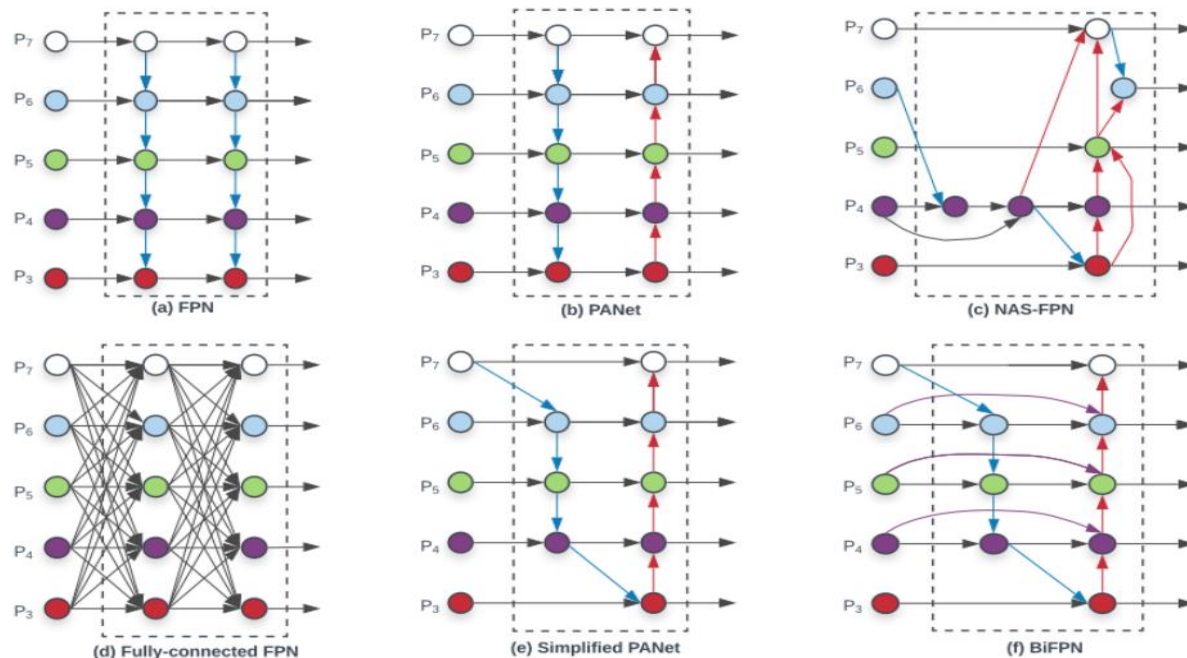 P7
P6
P5
P4
P3
(a) FPN
P7
P6
P5
P4
P3
(b) PANet
P7
P6
P5
P4
P3
(c) NAS-FPN
P7
P6
P5
P4
P3
(d) Fully-connected FPN
P7
P6
P5
P4
P3
(e) Simplified PANet
P7
P6
P5
P4
P3
(f) BiFPN